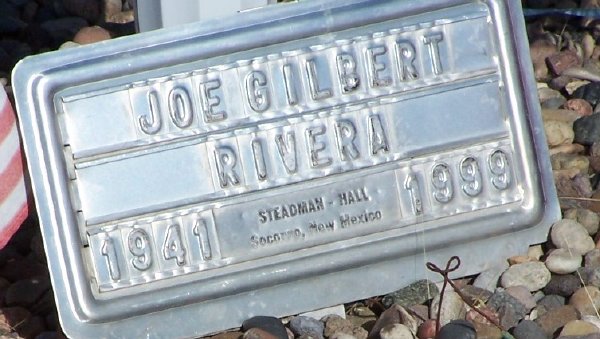 JOE GILBERT
RIVERA
1941 STEADMAN - HALL 1999
Socorro, New Mexico